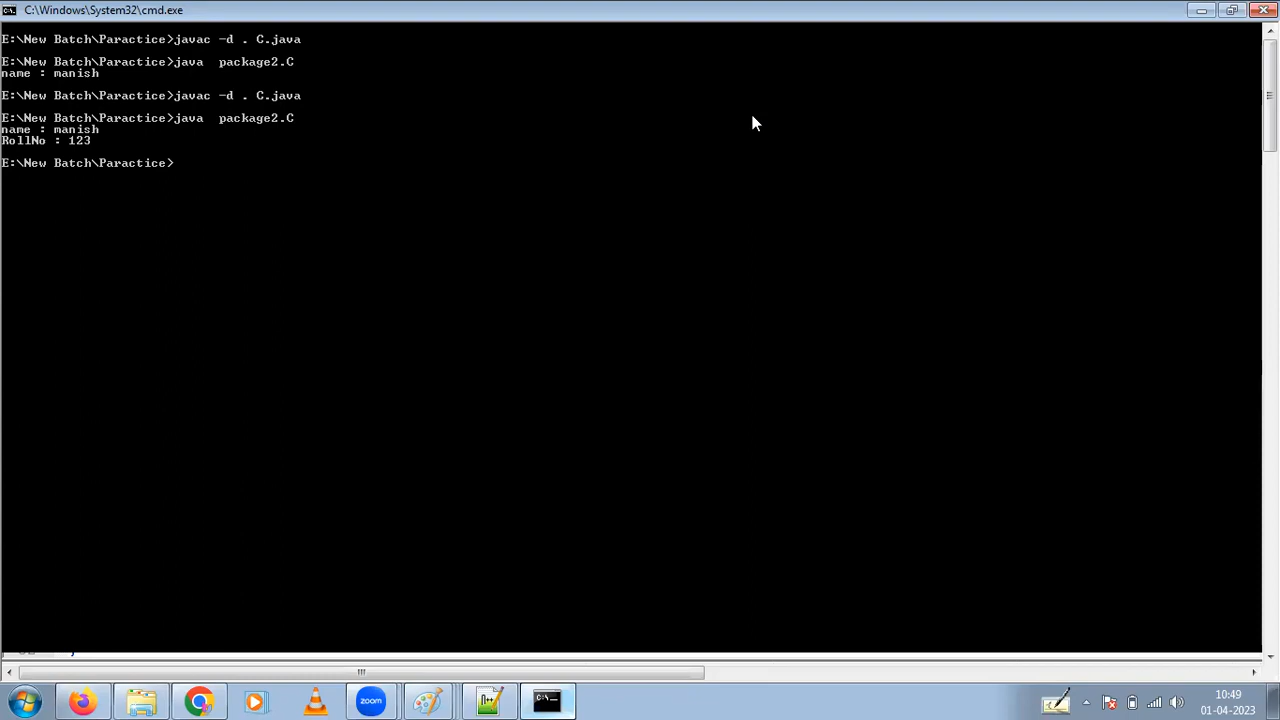 C:\Windows\System32\cmd.exe
E:\New Batch\Paractice>javac -d . C.java
E:\New Batch\Paractice>java  package2.C
name : manish
E:\New Batch\Paractice>javac -d . C.java
E:\New Batch\Paractice>java  package2.C
name : manish
RollNo : 123
E:\New Batch\Paractice>
zoom
10:49
01-04-2023